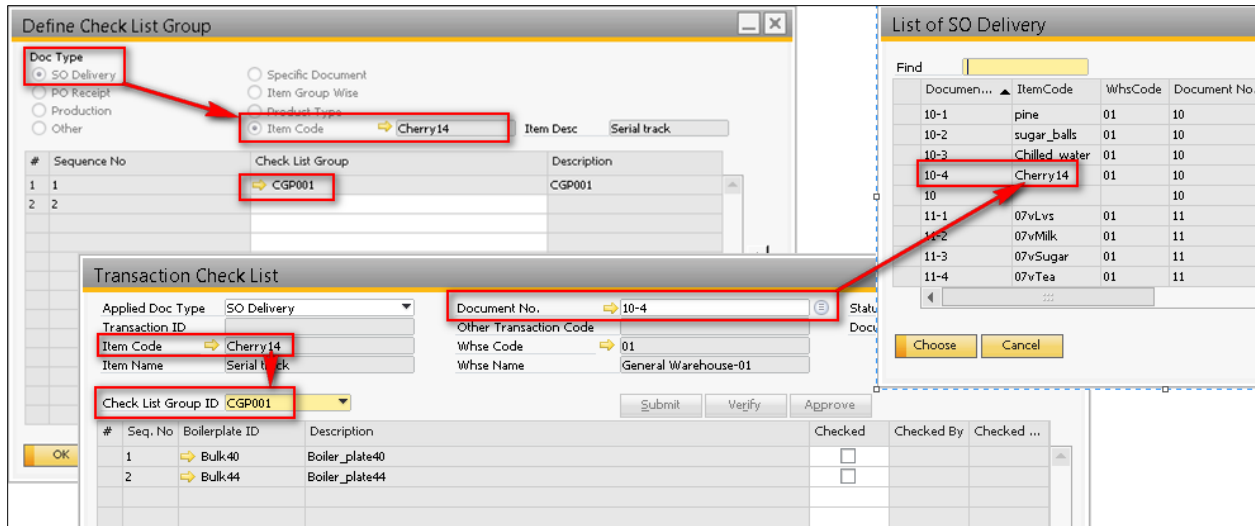 Define Check List Group
Doc Type
SO Delivery
Specific Document
PO Receipt
Item Group Wise
Production
Product Type
Other
Item Code
Cherry14
Item Desc
Serial track
# Sequence No Check List Group Description
1 1 CGP001 CGP001
2 2
OK
Transaction Check List
Applied Doc Type SO Delivery Document No. 10-4 Statu
Transaction ID Other Transaction Code Docu
Item Code Cherry14 Whse Code 01
Item Name Serial track Whse Name General Warehouse-01
Check List Group ID CGP001 Submit Verify Approve
# Seq. No Boilerplate ID Description Checked Checked By Checked ...
1 Bulk40 Boiler_plate40
2 Bulk44 Boiler_plate44
List of SO Delivery
Find
Documen... ItemCode WhsCode Document No.
10-1 pine 01 10
10-2 sugar_balls 01 10
10-3 Chilled_water 01 10
10-4 Cherry14 01 10
10 10
11-1 07vLvs 01 11
11-2 07vMilk 01 11
11-3 07vSugar 01 11
11-4 07vTea 01 11
Choose Cancel